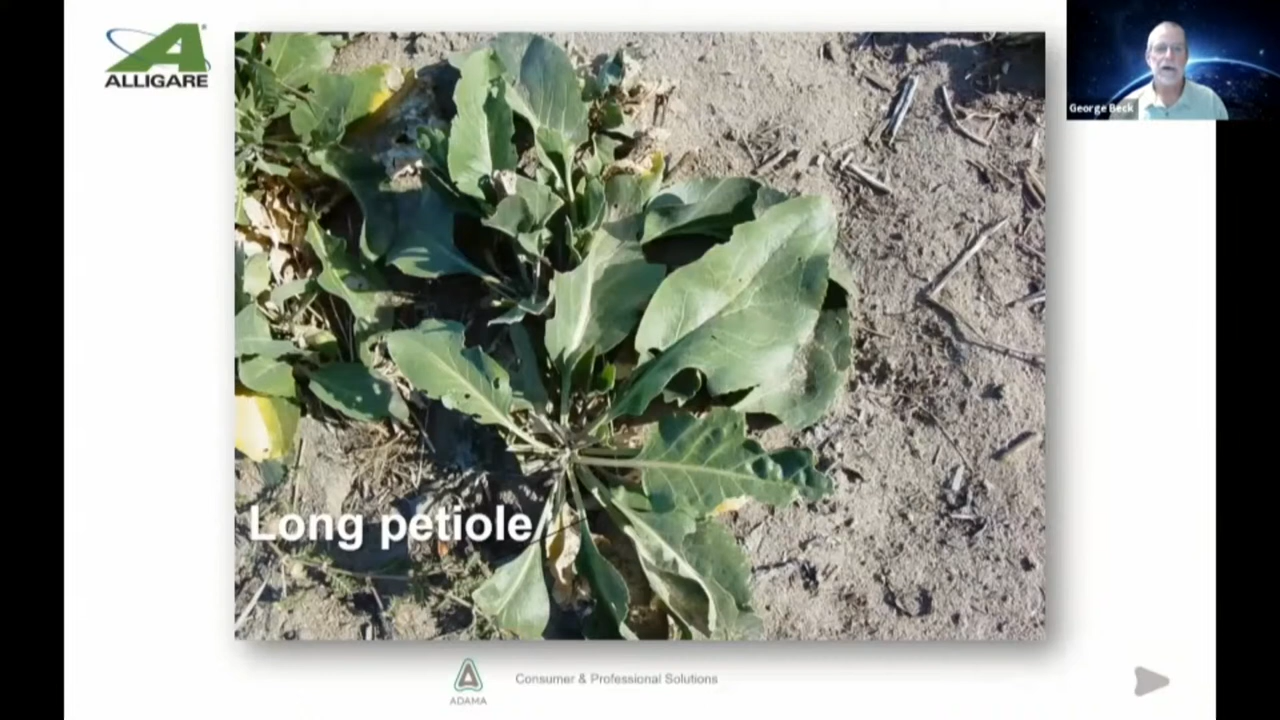 ALLIGARE
George Beck
Long petiole
ADAMA
Consumer & Professional Solutions